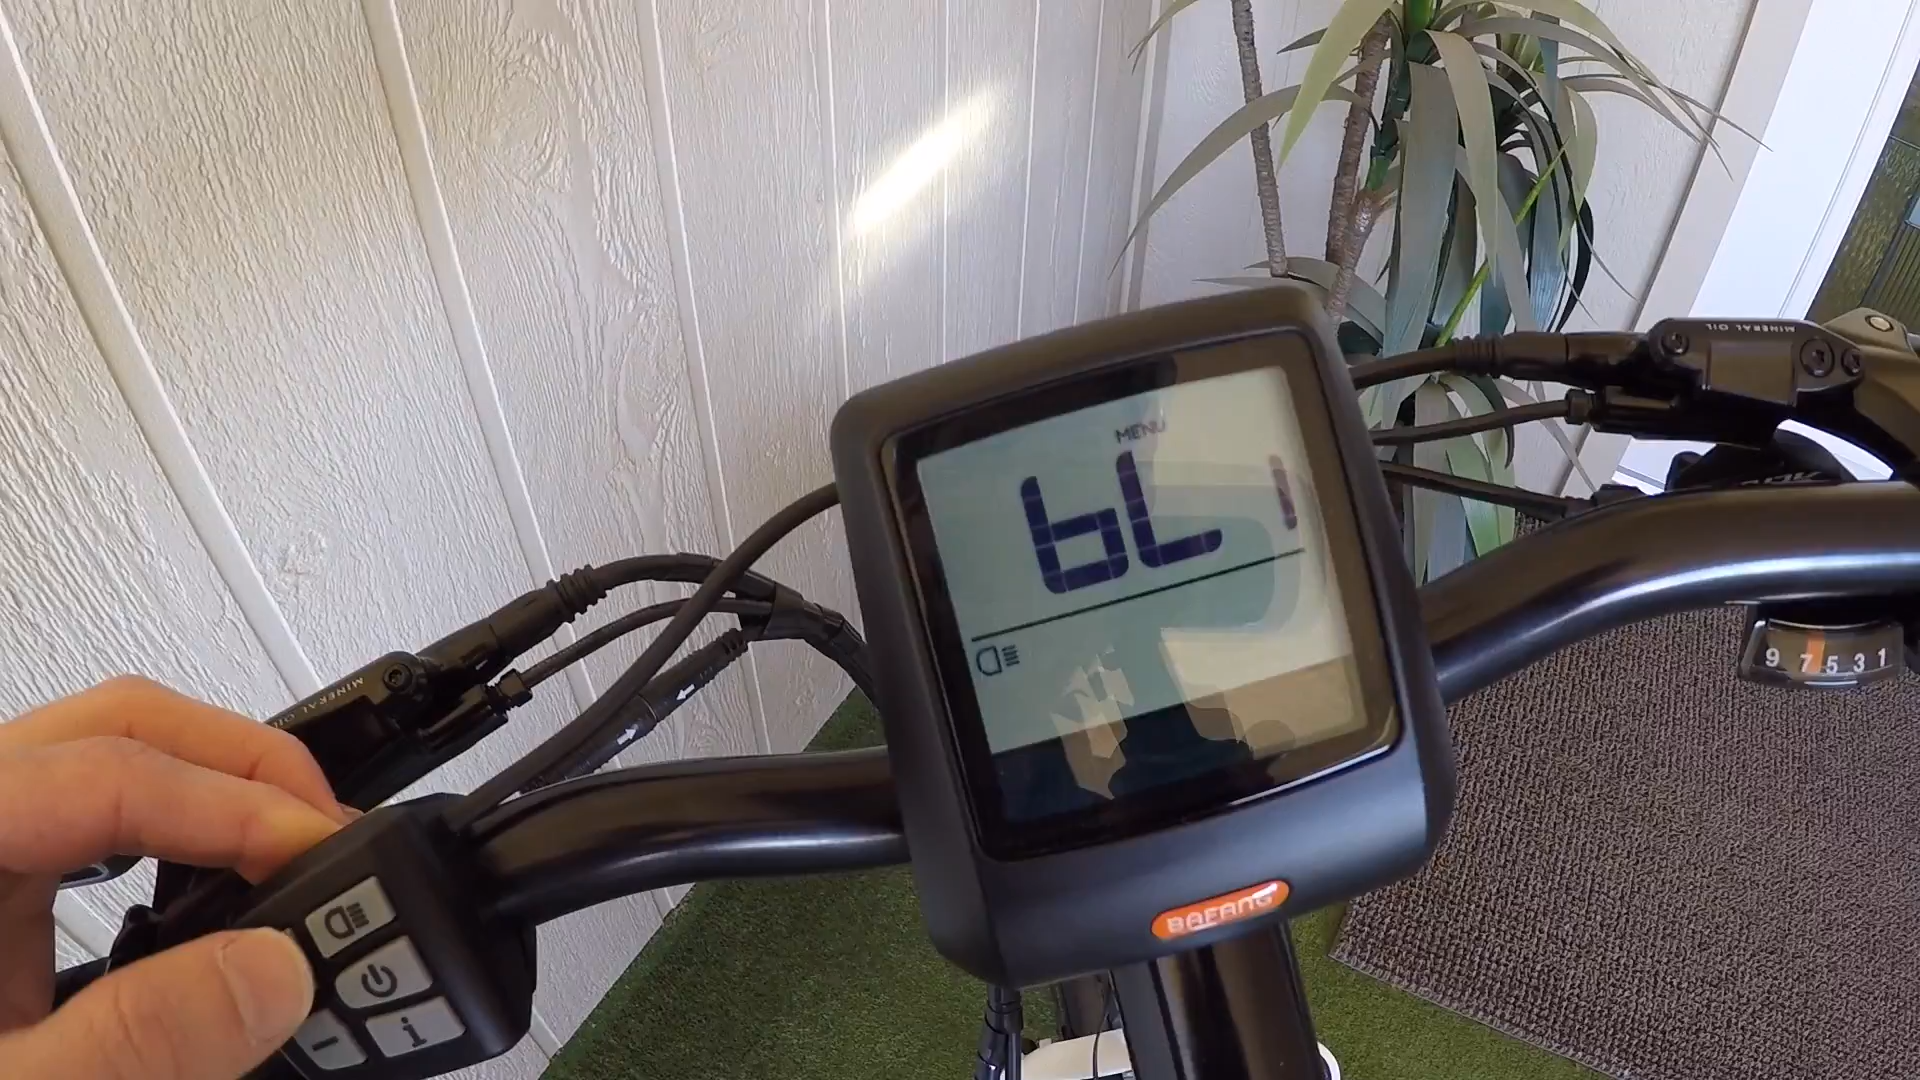 MINERAL OIL
MENU
bL 1
9 7 5 3 1
MINERAL OIL
BAFANG
i